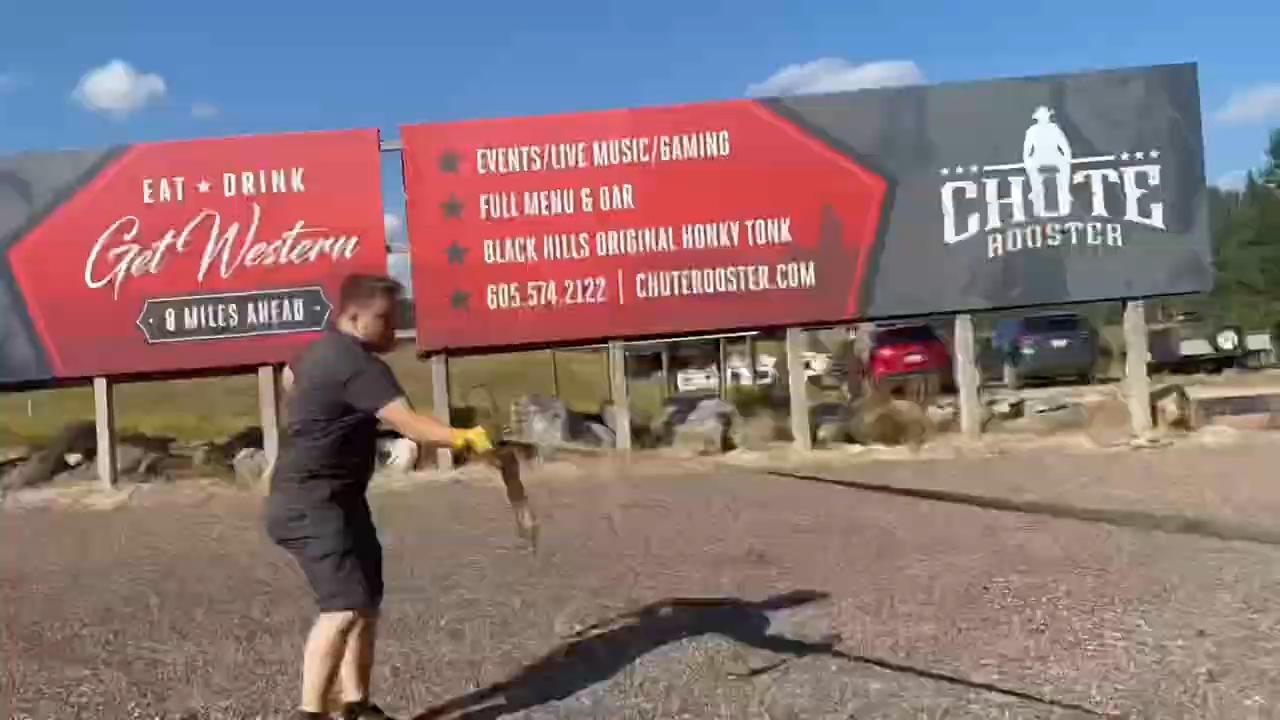 EAT ★ DRINK
Get Western
8 MILES AHEAD
EVENTS/LIVE MUSIC/GAMING
FULL MENU & BAR
BLACK HILLS ORIGINAL HONKY TONK
605.574.2122 | CHUTEROOSTER.COM
CHUTE
ROOSTER